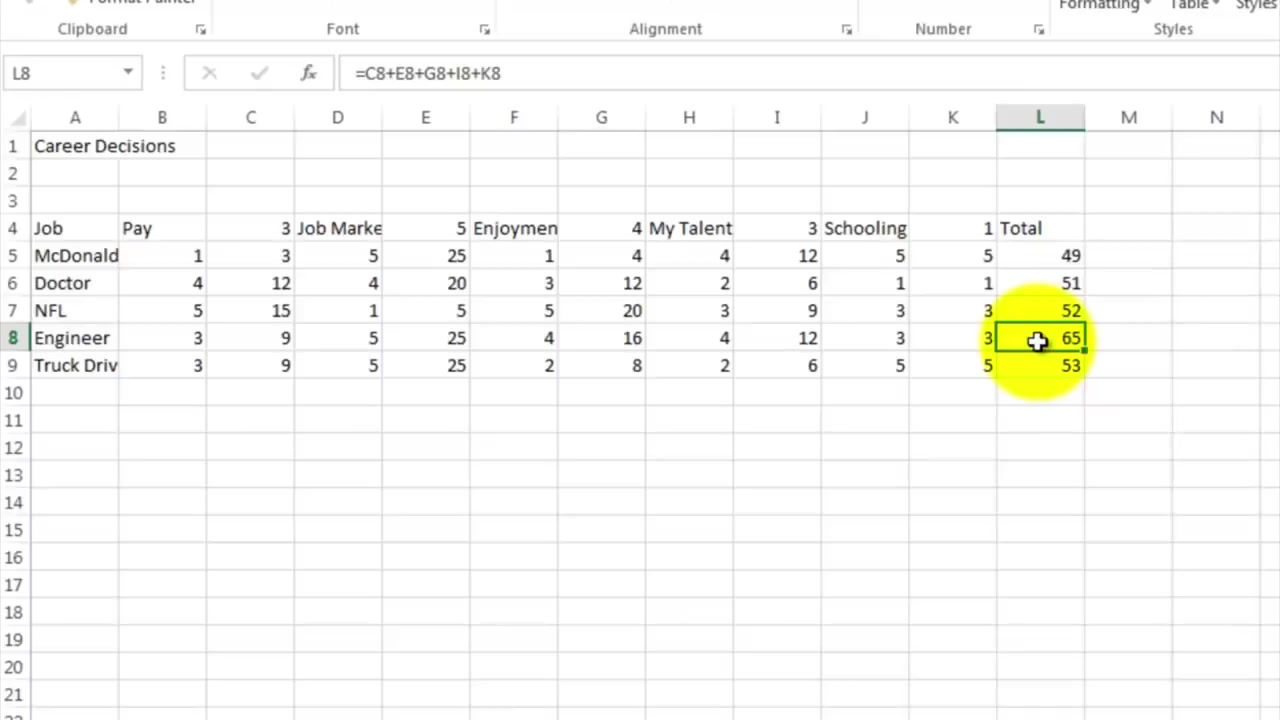 Format Painter
Formatting Table Styles
Clipboard Font Alignment Number Styles
L8 fx =C8+E8+G8+I8+K8
A B C D E F G H I J K L M N
1 Career Decisions
2
3
4 Job Pay 3 Job Marke 5 Enjoymen 4 My Talent 3 Schooling 1 Total
5 McDonald 1 3 5 25 1 4 4 12 5 5 49
6 Doctor 4 12 4 20 3 12 2 6 1 1 51
7 NFL 5 15 1 5 5 20 3 9 3 3 52
8 Engineer 3 9 5 25 4 16 4 12 3 3 65
9 Truck Driv 3 9 5 25 2 8 2 6 5 5 53
10
11
12
13
14
15
16
17
18
19
20
21